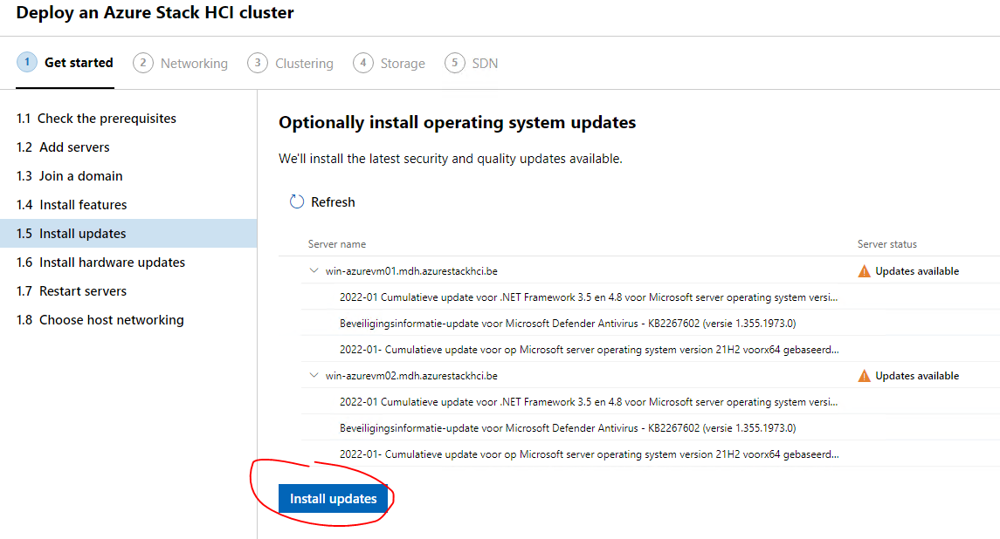 Deploy an Azure Stack HCI cluster
1 Get started 2 Networking 3 Clustering 4 Storage 5 SDN
1.1 Check the prerequisites
1.2 Add servers
1.3 Join a domain
1.4 Install features
1.5 Install updates
1.6 Install hardware updates
1.7 Restart servers
1.8 Choose host networking
Optionally install operating system updates
We'll install the latest security and quality updates available.
Refresh
Server name Server status
win-azurevm01.mdh.azurestackhci.be Updates available
2022-01 Cumulatieve update voor .NET Framework 3.5 en 4.8 voor Microsoft server operating system versi...
Beveiligingsinformatie-update voor Microsoft Defender Antivirus - KB2267602 (versie 1.355.1973.0)
2022-01- Cumulatieve update voor op Microsoft server operating system version 21H2 voorx64 gebaseerd...
win-azurevm02.mdh.azurestackhci.be Updates available
2022-01 Cumulatieve update voor .NET Framework 3.5 en 4.8 voor Microsoft server operating system versi...
Beveiligingsinformatie-update voor Microsoft Defender Antivirus - KB2267602 (versie 1.355.1973.0)
2022-01- Cumulatieve update voor op Microsoft server operating system version 21H2 voorx64 gebaseerd...
Install updates